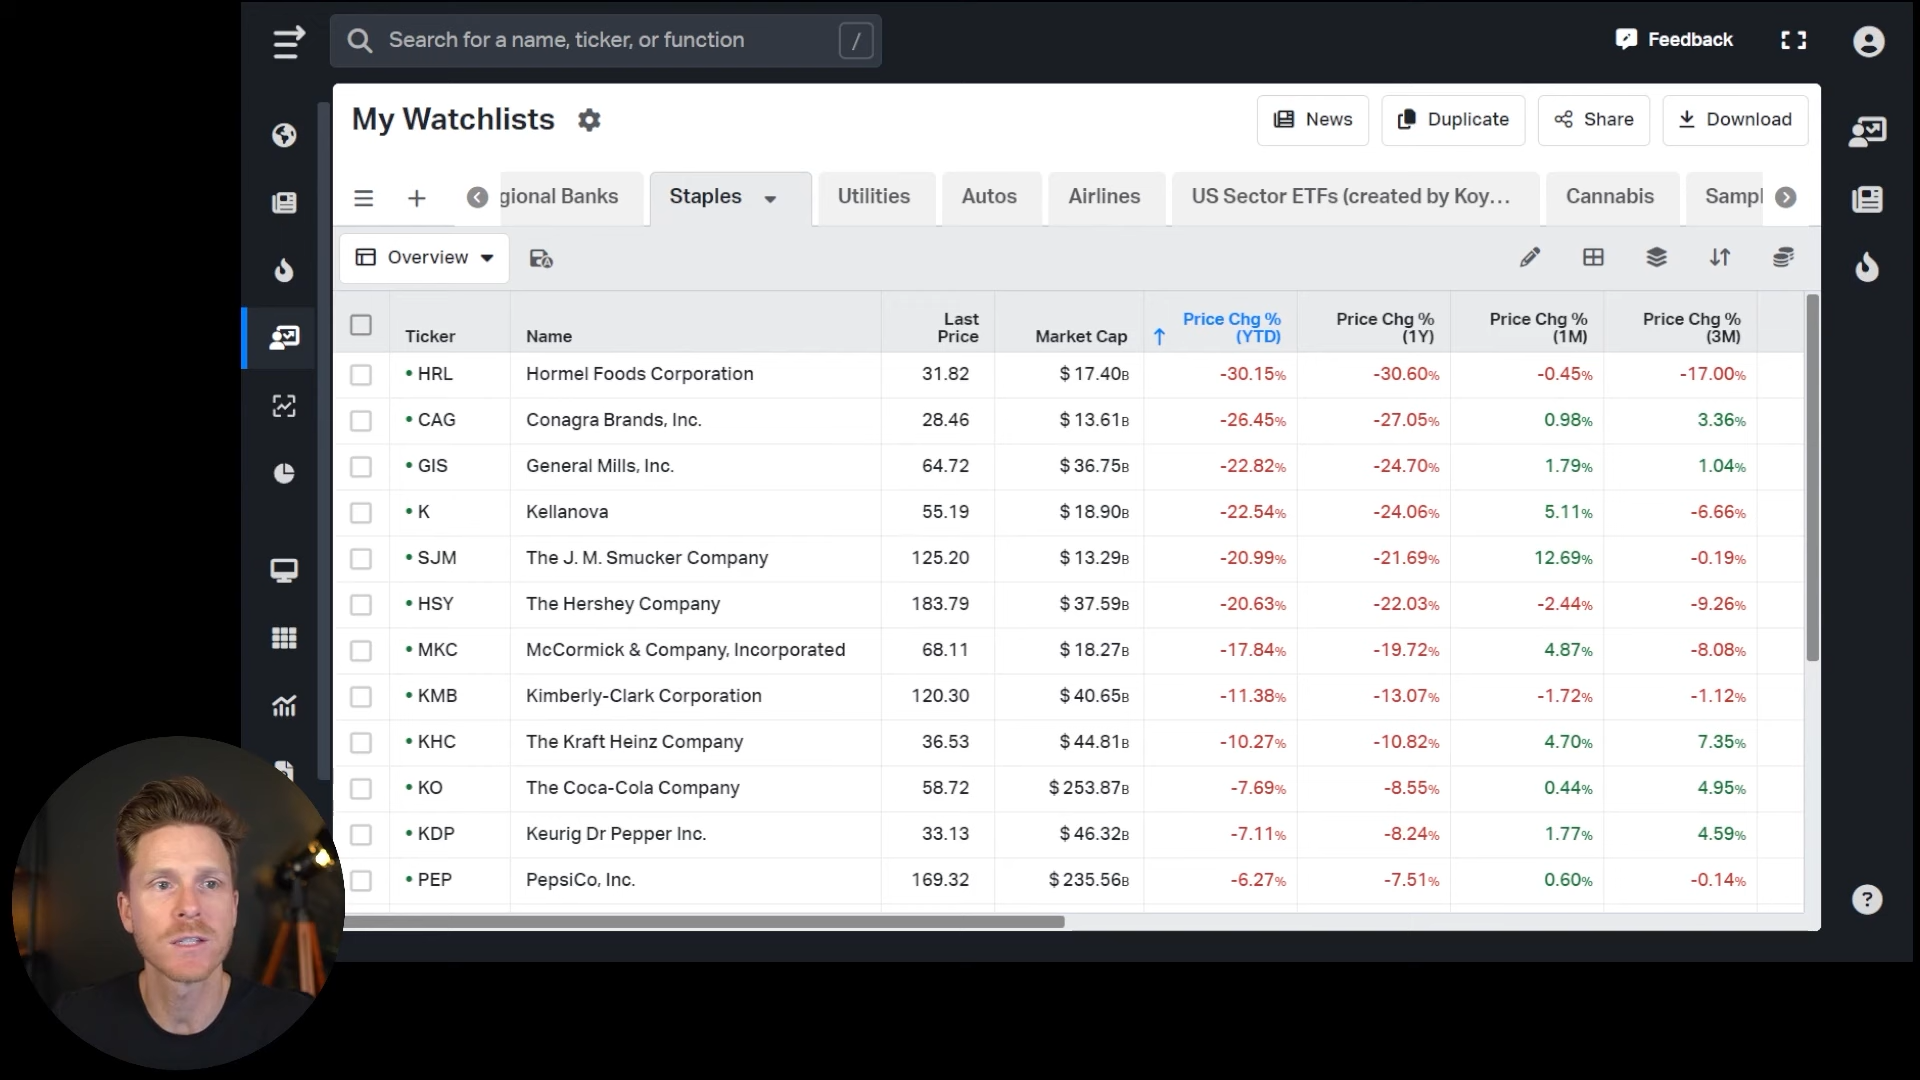 Search for a name, ticker, or function /
Feedback
My Watchlists
News Duplicate Share Download
gional Banks Staples Utilities Autos Airlines US Sector ETFs (created by Koy... Cannabis Sampl
Overview
Ticker Name Last Price Market Cap Price Chg % (YTD) Price Chg % (1Y) Price Chg % (1M) Price Chg % (3M)
HRL Hormel Foods Corporation 31.82 $ 17.40B -30.15% -30.60% -0.45% -17.00%
CAG Conagra Brands, Inc. 28.46 $ 13.61B -26.45% -27.05% 0.98% 3.36%
GIS General Mills, Inc. 64.72 $ 36.75B -22.82% -24.70% 1.79% 1.04%
K Kellanova 55.19 $ 18.90B -22.54% -24.06% 5.11% -6.66%
SJM The J. M. Smucker Company 125.20 $ 13.29B -20.99% -21.69% 12.69% -0.19%
HSY The Hershey Company 183.79 $ 37.59B -20.63% -22.03% -2.44% -9.26%
MKC McCormick & Company, Incorporated 68.11 $ 18.27B -17.84% -19.72% 4.87% -8.08%
KMB Kimberly-Clark Corporation 120.30 $ 40.65B -11.38% -13.07% -1.72% -1.12%
KHC The Kraft Heinz Company 36.53 $ 44.81B -10.27% -10.82% 4.70% 7.35%
KO The Coca-Cola Company 58.72 $ 253.87B -7.69% -8.55% 0.44% 4.95%
KDP Keurig Dr Pepper Inc. 33.13 $ 46.32B -7.11% -8.24% 1.77% 4.59%
PEP PepsiCo, Inc. 169.32 $ 235.56B -6.27% -7.51% 0.60% -0.14%
?